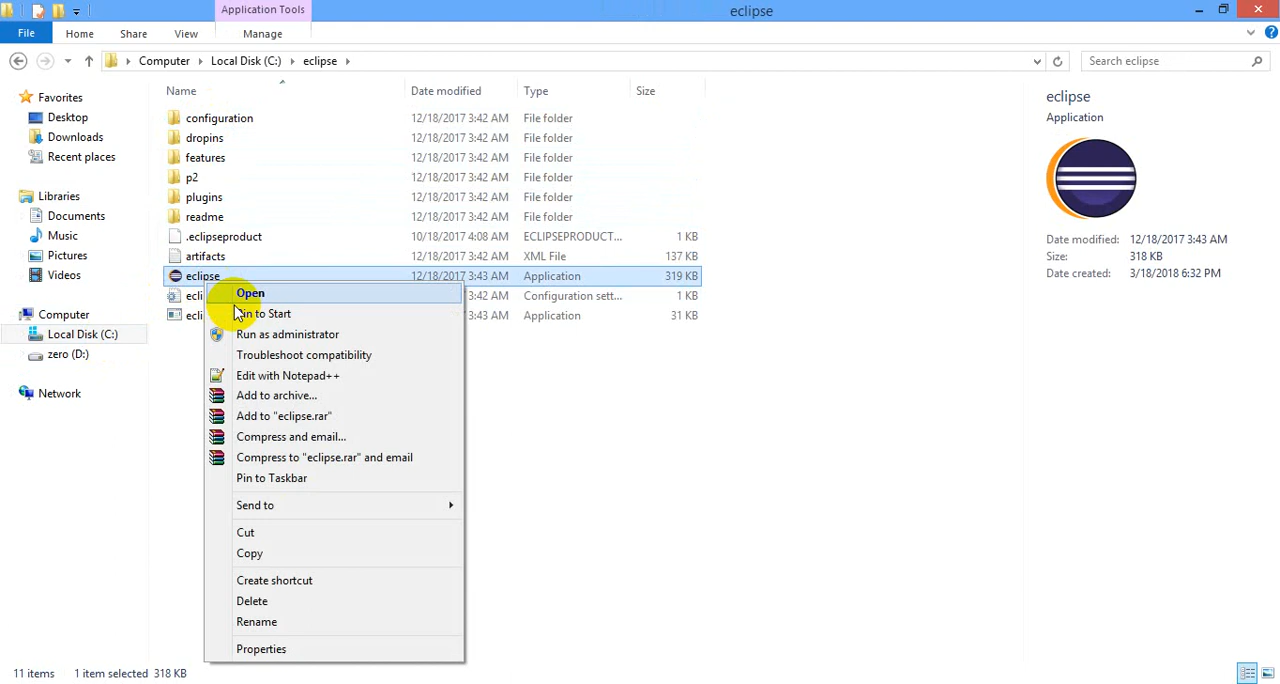 Application Tools
eclipse
File Home Share View Manage
Computer Local Disk (C:) eclipse
Search eclipse
Favorites
Desktop
Downloads
Recent places
Libraries
Documents
Music
Pictures
Videos
Computer
Local Disk (C:)
zero (D:)
Network
Name Date modified Type Size
configuration 12/18/2017 3:42 AM File folder
dropins 12/18/2017 3:42 AM File folder
features 12/18/2017 3:42 AM File folder
p2 12/18/2017 3:42 AM File folder
plugins 12/18/2017 3:42 AM File folder
readme 12/18/2017 3:42 AM File folder
.eclipseproduct 10/18/2017 4:08 AM ECLIPSEPRODUCT... 1 KB
artifacts 12/18/2017 3:42 AM XML File 137 KB
eclipse 12/18/2017 3:43 AM Application 319 KB
ecli 3:42 AM Configuration sett... 1 KB
ecli 3:43 AM Application 31 KB
Open
in to Start
Run as administrator
Troubleshoot compatibility
Edit with Notepad++
Add to archive...
Add to "eclipse.rar"
Compress and email...
Compress to "eclipse.rar" and email
Pin to Taskbar
Send to
Cut
Copy
Create shortcut
Delete
Rename
Properties
eclipse
Application
Date modified: 12/18/2017 3:43 AM
Size: 318 KB
Date created: 3/18/2018 6:32 PM
11 items 1 item selected 318 KB